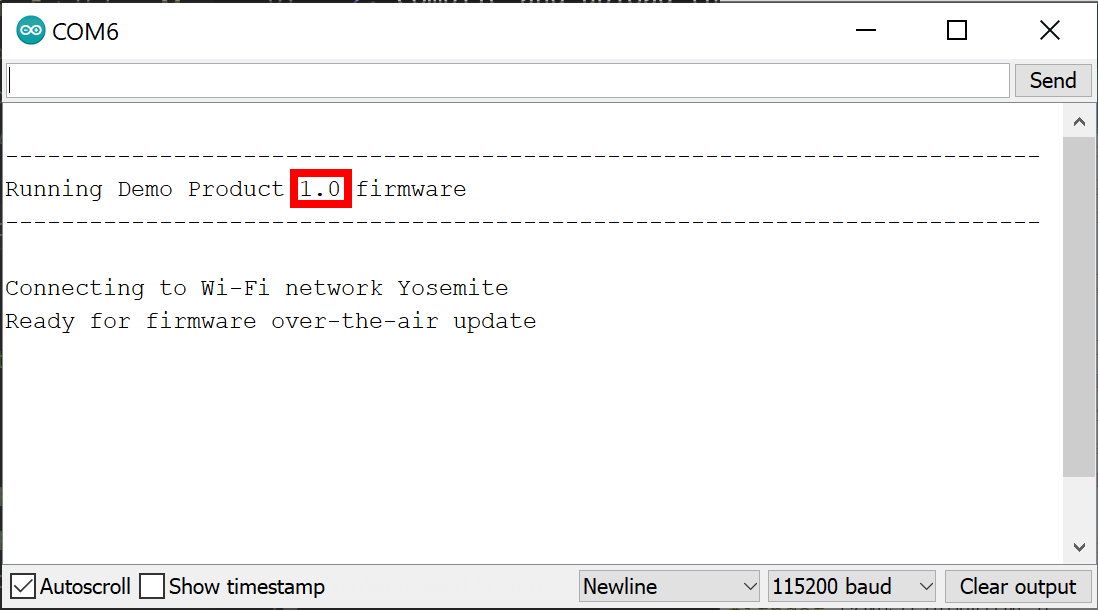 COM6
Send
--------------------------------------------------------------------------
Running Demo Product 1.0 firmware
--------------------------------------------------------------------------
Connecting to Wi-Fi network Yosemite
Ready for firmware over-the-air update
Autoscroll Show timestamp Newline 115200 baud Clear output